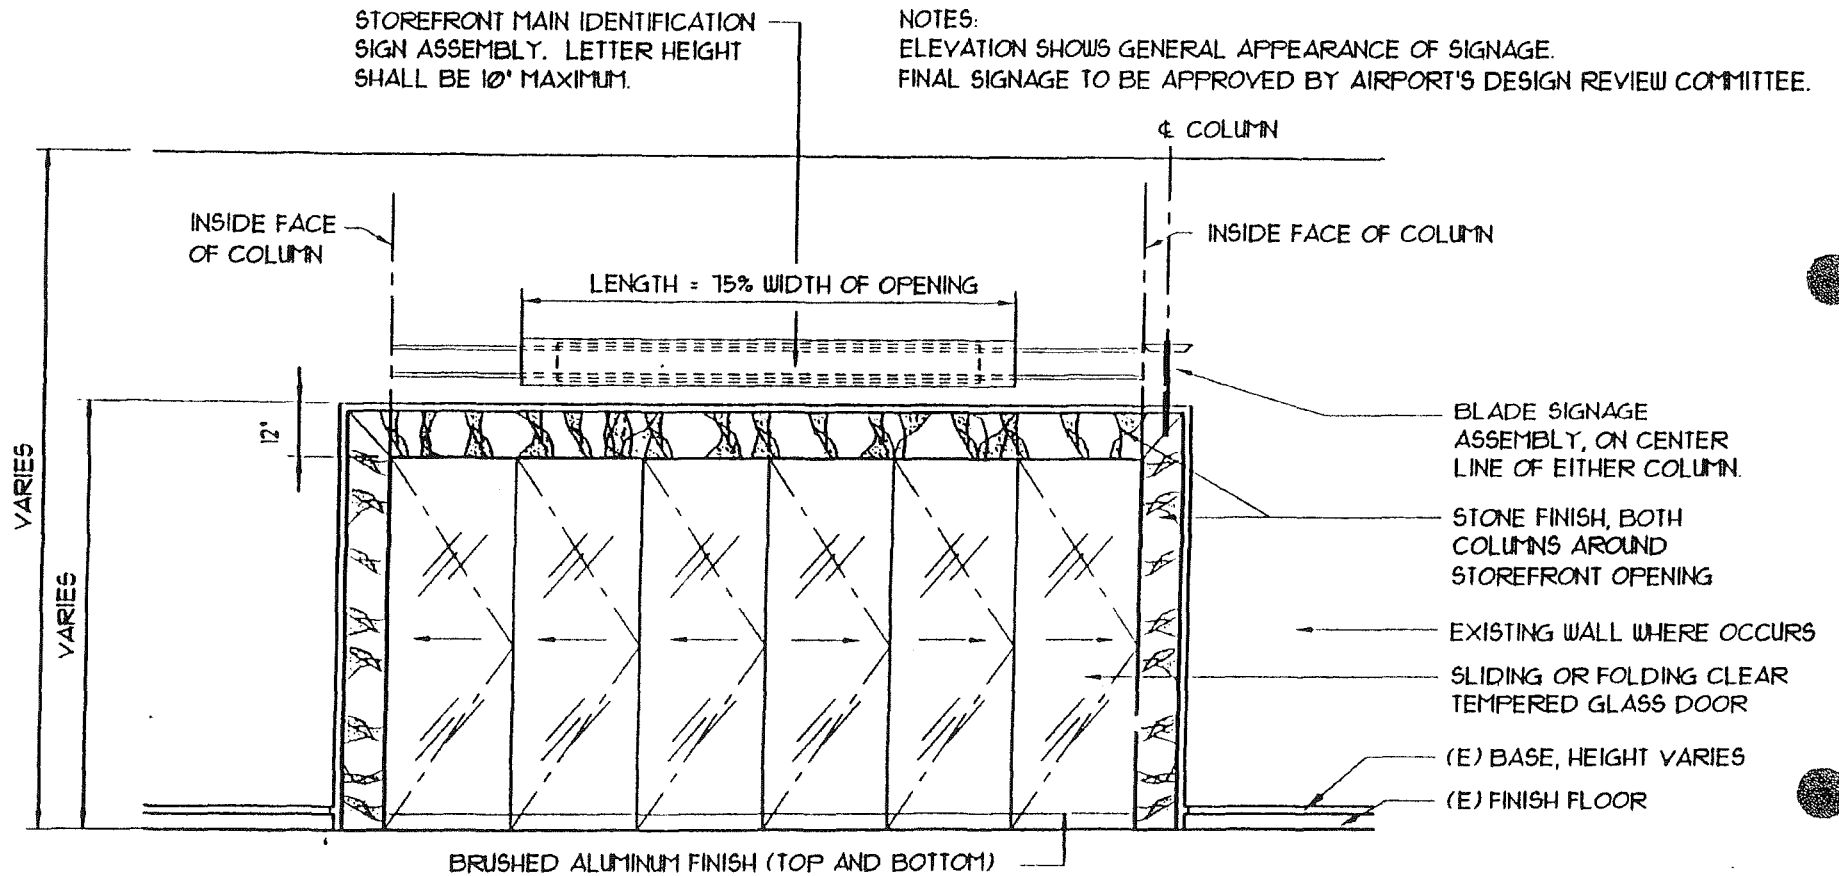 STOREFRONT MAIN IDENTIFICATION
SIGN ASSEMBLY. LETTER HEIGHT
SHALL BE 10" MAXIMUM.
NOTES:
ELEVATION SHOWS GENERAL APPEARANCE OF SIGNAGE.
FINAL SIGNAGE TO BE APPROVED BY AIRPORT'S DESIGN REVIEW COMMITTEE.
℄ COLUMN
INSIDE FACE
OF COLUMN
INSIDE FACE OF COLUMN
LENGTH = 75% WIDTH OF OPENING
12"
VARIES
VARIES
BLADE SIGNAGE
ASSEMBLY, ON CENTER
LINE OF EITHER COLUMN.
STONE FINISH, BOTH
COLUMNS AROUND
STOREFRONT OPENING
EXISTING WALL WHERE OCCURS
SLIDING OR FOLDING CLEAR
TEMPERED GLASS DOOR
(E) BASE, HEIGHT VARIES
(E) FINISH FLOOR
BRUSHED ALUMINUM FINISH (TOP AND BOTTOM)